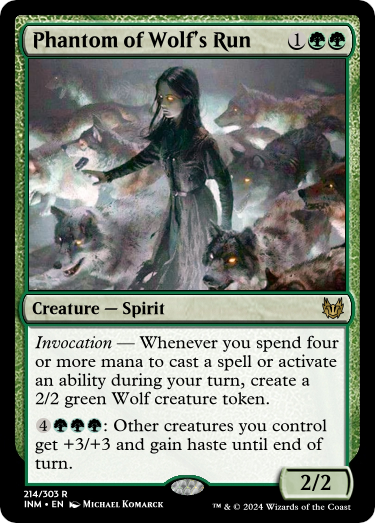 Phantom of Wolf's Run 1
Creature — Spirit
Invocation — Whenever you spend four
or more mana to cast a spell or activate
an ability during your turn, create a
2/2 green Wolf creature token.
4: Other creatures you control
get +3/+3 and gain haste until end of
turn.
2/2
214/303 R
INM • EN Michael Komarck
™ & © 2024 Wizards of the Coast